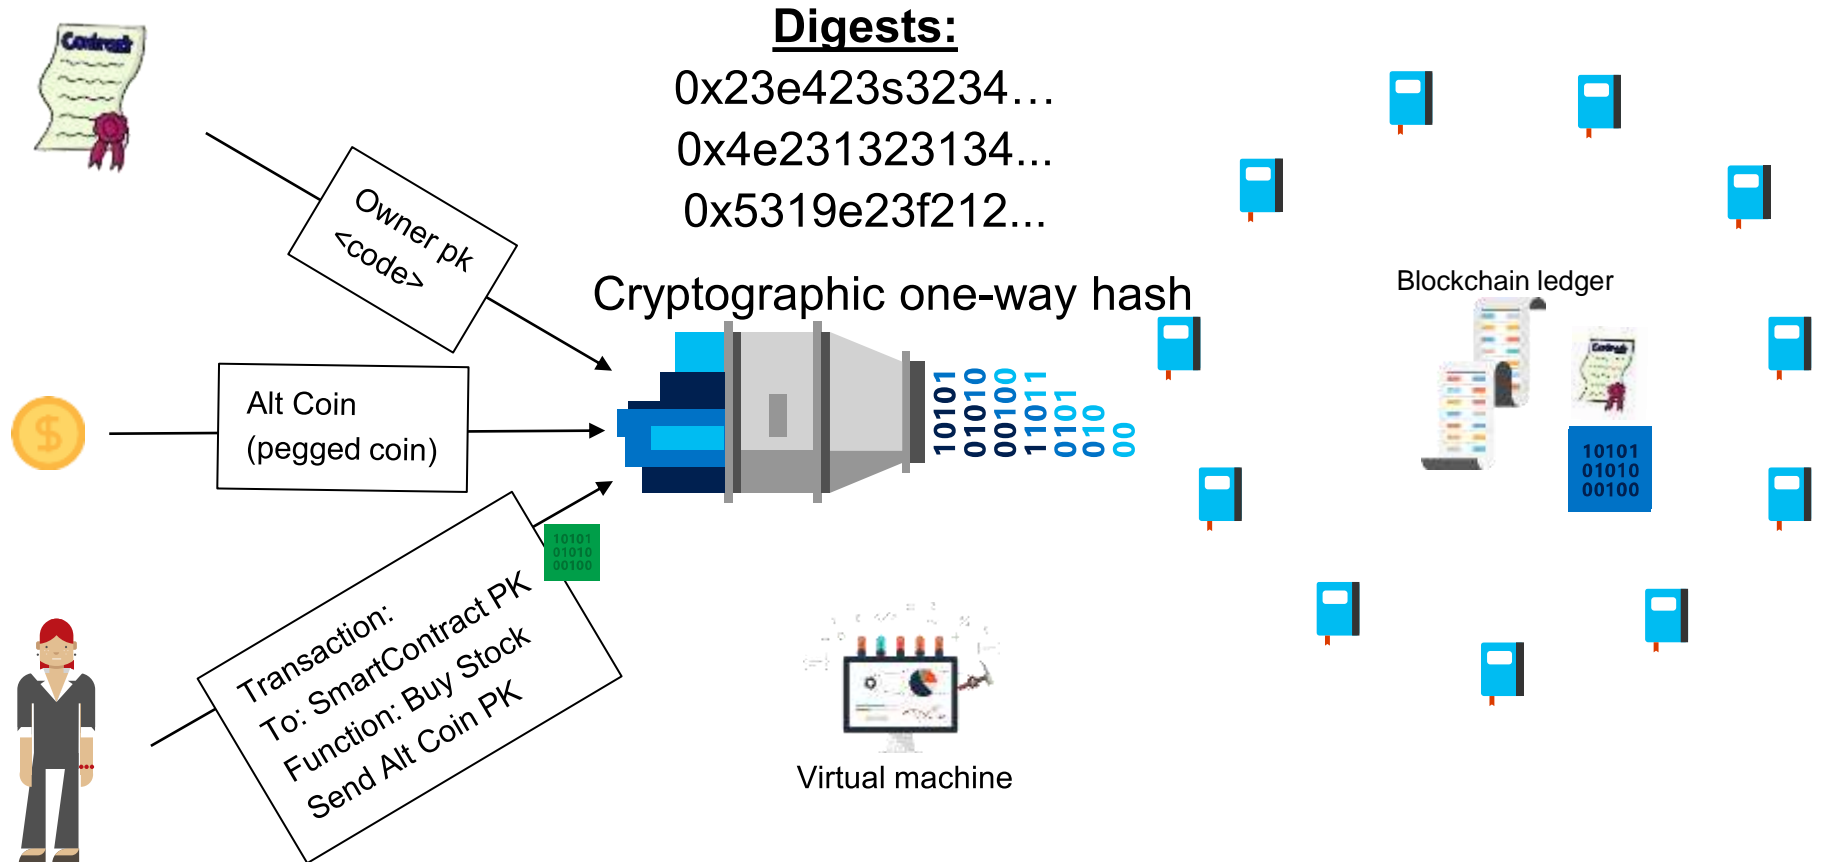 Contract
Digests:
0x23e423s3234…
0x4e231323134...
0x5319e23f212...
Owner pk
<code>
Cryptographic one-way hash
Blockchain ledger
Contract
Alt Coin
(pegged coin)
10101
01010
00100
11011
0101
010
00
10101
01010
00100
10101
01010
00100
Transaction:
To: SmartContract PK
Function: Buy Stock
Send Alt Coin PK
Virtual machine